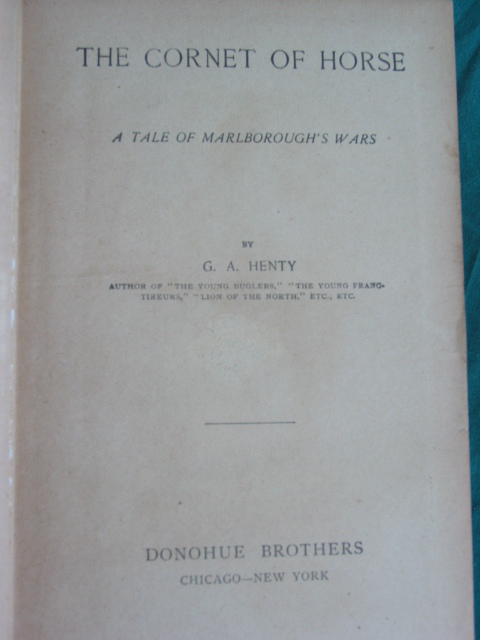 THE CORNET OF HORSE
A TALE OF MARLBOROUGH'S WARS
BY
G. A. HENTY
AUTHOR OF "THE YOUNG BUGLERS," "THE YOUNG FRANC-
TIREURS," "LION OF THE NORTH," ETC., ETC.
DONOHUE BROTHERS
CHICAGO—NEW YORK